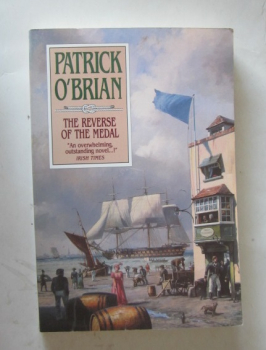 PATRICK
O'BRIAN
THE REVERSE
OF THE MEDAL
"An overwhelming,
outstanding novel...!"
IRISH TIMES